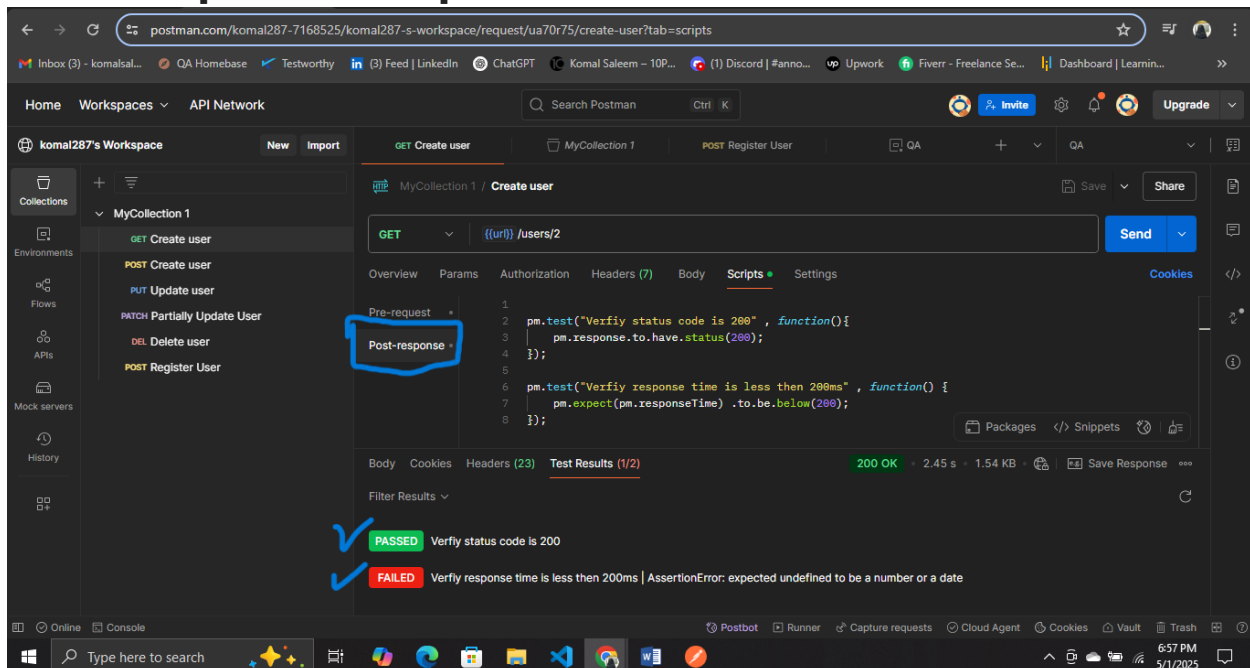 postman.com/komal287-7168525/komal287-s-workspace/request/ua70r75/create-user?tab=scripts
Inbox (3) - komalsal... QA Homebase Testworthy (3) Feed | LinkedIn ChatGPT Komal Saleem – 10P... (1) Discord | #anno... Upwork Fiverr - Freelance Se... Dashboard | Learnin... »
Home Workspaces API Network Search Postman Ctrl K Invite Upgrade
komal287's Workspace New Import GET Create user MyCollection 1 POST Register User QA + QA
Collections
Environments
Flows
APIs
Mock servers
History
MyCollection 1
GET Create user
POST Create user
PUT Update user
PATCH Partially Update User
DEL Delete user
POST Register User
HTTP MyCollection 1 / Create user Save Share
GET {{url}} /users/2 Send
Overview Params Authorization Headers (7) Body Scripts Settings Cookies
Pre-request
Post-response
1
2 pm.test("Verfiy status code is 200" , function(){
3 pm.response.to.have.status(200);
4 });
5
6 pm.test("Verfiy response time is less then 200ms" , function() {
7 pm.expect(pm.responseTime) .to.be.below(200);
8 });
Packages </> Snippets
Body Cookies Headers (23) Test Results (1/2) 200 OK 2.45 s 1.54 KB Save Response
Filter Results
PASSED Verfiy status code is 200
FAILED Verfiy response time is less then 200ms | AssertionError: expected undefined to be a number or a date
Online Console Postbot Runner Capture requests Cloud Agent Cookies Vault Trash
Type here to search 6:57 PM
5/1/2025